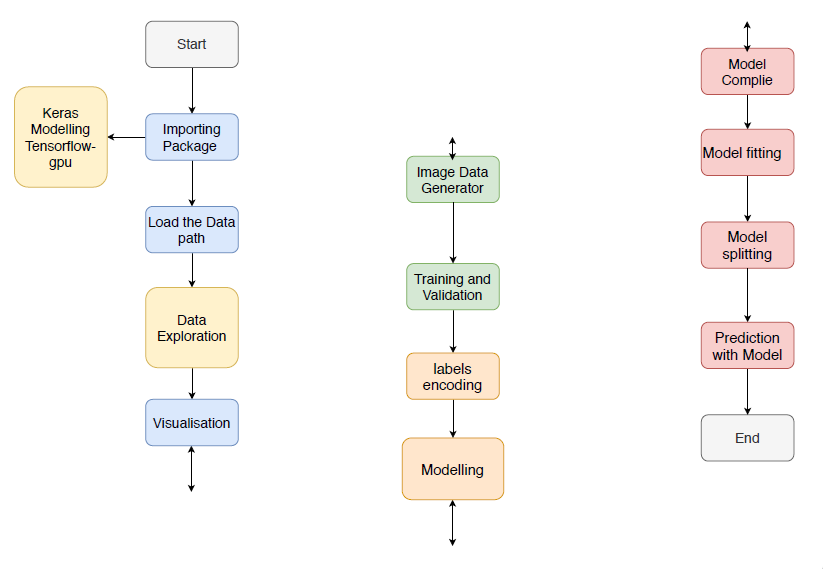 Start
Keras
Modelling
Tensorflow-
gpu
Importing
Package
Load the Data
path
Data
Exploration
Visualisation
Image Data
Generator
Training and
Validation
labels
encoding
Modelling
Model
Complie
Model fitting
Model
splitting
Prediction
with Model
End